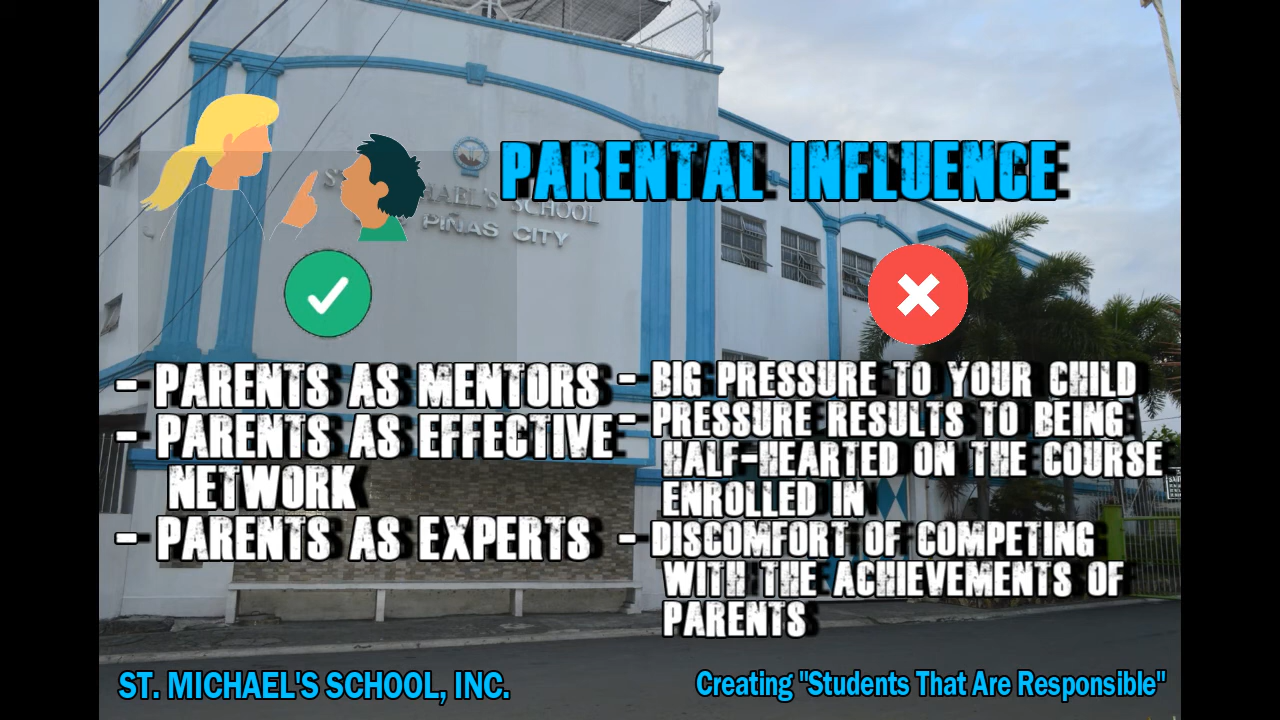 PARENTAL INFLUENCE
PIÑAS CITY
- PARENTS AS MENTORS
- PARENTS AS EFFECTIVE
NETWORK
- PARENTS AS EXPERTS
- BIG PRESSURE TO YOUR CHILD
- PRESSURE RESULTS TO BEING
HALF-HEARTED ON THE COURSE
ENROLLED IN
- DISCOMFORT OF COMPETING
WITH THE ACHIEVEMENTS OF
PARENTS
ST. MICHAEL'S SCHOOL, INC.
Creating "Students That Are Responsible"